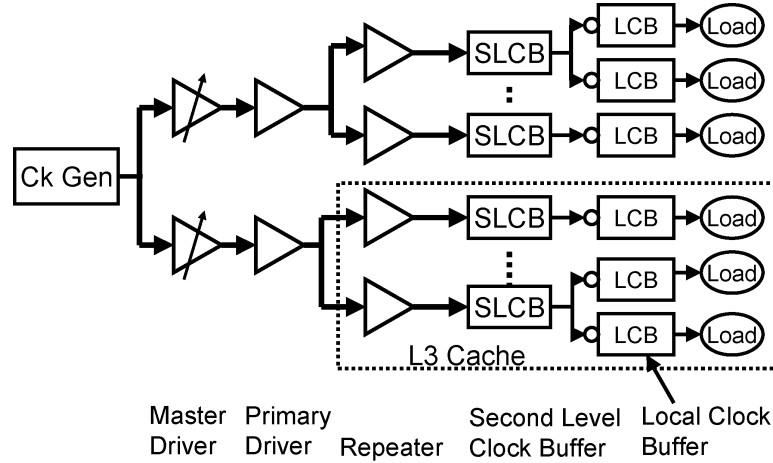 SLCB
LCB
Load
LCB
Load
SLCB
LCB
Load
Ck Gen
SLCB
LCB
Load
SLCB
LCB
Load
LCB
Load
L3 Cache
Master
Driver
Primary
Driver
Repeater
Second Level
Clock Buffer
Local Clock
Buffer